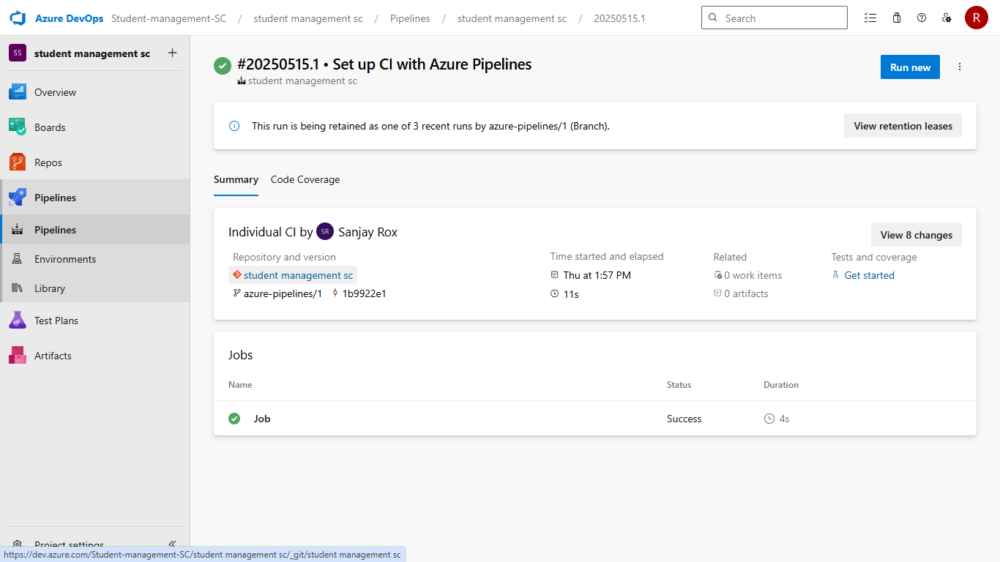 Azure DevOps Student-management-SC / student management sc / Pipelines / student management sc / 20250515.1 Search R
SS student management sc +
Overview
Boards
Repos
Pipelines
Pipelines
Environments
Library
Test Plans
Artifacts
Project settings
https://dev.azure.com/Student-management-SC/student management sc/_git/student management sc
#20250515.1 • Set up CI with Azure Pipelines
student management sc
Run new
This run is being retained as one of 3 recent runs by azure-pipelines/1 (Branch).
View retention leases
Summary Code Coverage
Individual CI by SR Sanjay Rox
View 8 changes
Repository and version
student management sc
azure-pipelines/1 1b9922e1
Time started and elapsed
Thu at 1:57 PM
11s
Related
0 work items
0 artifacts
Tests and coverage
Get started
Jobs
Name Status Duration
Job Success 4s